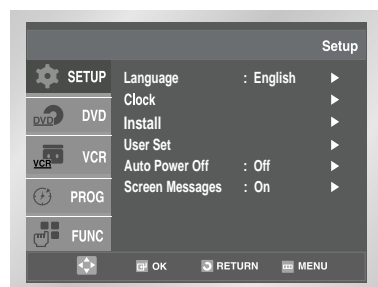 Setup
SETUP
DVD
DVD
VCR
VCR
PROG
FUNC
Language : English
Clock
Install
User Set
Auto Power Off : Off
Screen Messages : On
OK RETURN MENU